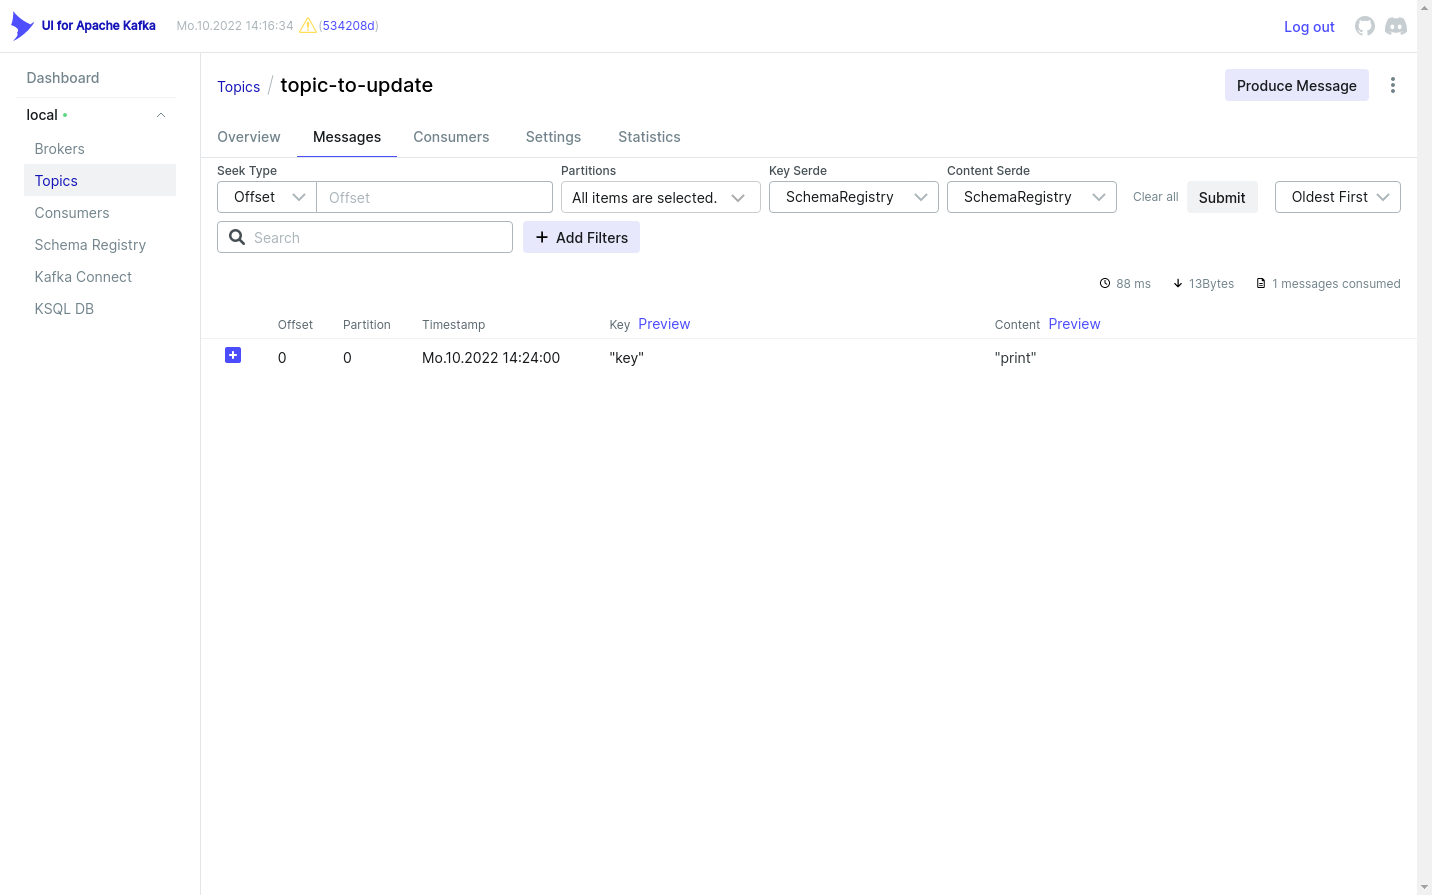 UI for Apache Kafka Mo.10.2022 14:16:34 (534208d) Log out
Dashboard
local
Brokers
Topics
Consumers
Schema Registry
Kafka Connect
KSQL DB
Topics / topic-to-update Produce Message
Overview Messages Consumers Settings Statistics
Seek Type Partitions Key Serde Content Serde
Offset Offset All items are selected. SchemaRegistry SchemaRegistry Clear all Submit Oldest First
Search Add Filters
88 ms 13Bytes 1 messages consumed
Offset Partition Timestamp Key Preview Content Preview
0 0 Mo.10.2022 14:24:00 "key" "print"